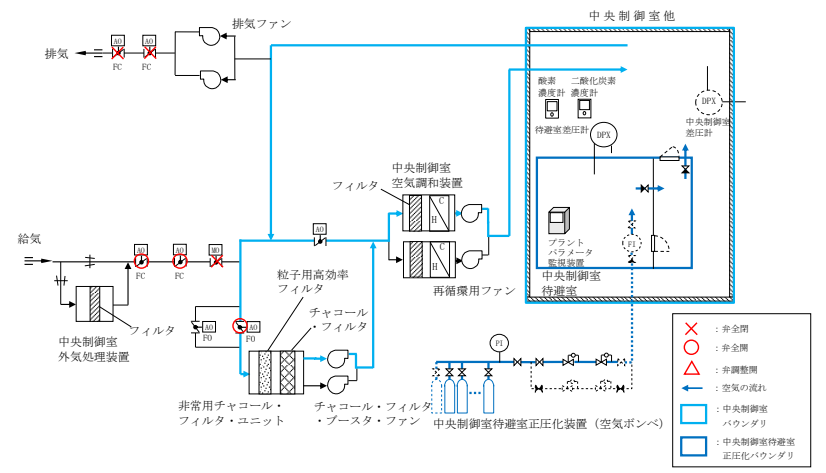 中央制御室他
排気ファン
排気
AO
AO
FC
FC
酸素
濃度計
二酸化炭素
濃度計
DPX
中央制御室
差圧計
待避室差圧計
DPX
中央制御室
空気調和装置
フィルタ
C
H
C
H
再循環用ファン
AO
給気
AO
AO
MO
FC
FC
プラント
パラメータ
監視装置
FI
中央制御室
待避室
粒子用高効率
フィルタ
チャコール
・フィルタ
フィルタ
中央制御室
外気処理装置
AO
FO
AO
FO
非常用チャコール・
フィルタ・ユニット
チャコール・フィルタ
・ブースタ・ファン
PI
中央制御室待避室正圧化装置（空気ボンベ）
：弁全閉
：弁全開
：弁調整開
：空気の流れ
：中央制御室
バウンダリ
：中央制御室待避室
正圧化バウンダリ